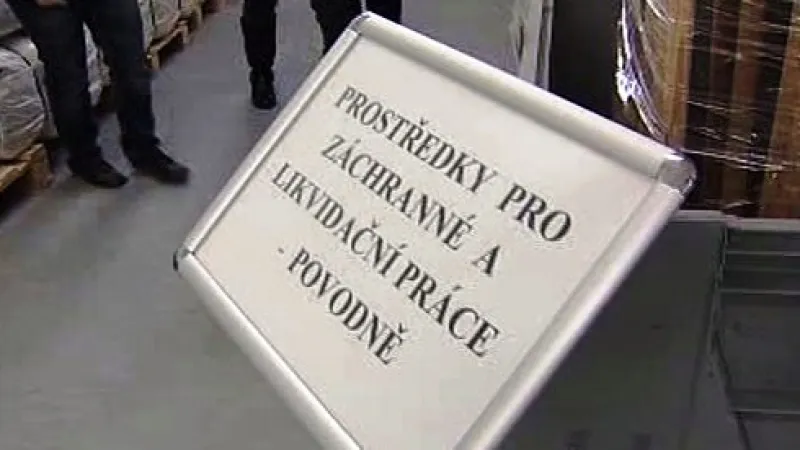 PROSTŘEDKY PRO
ZÁCHRANNÉ A
LIKVIDAČNÍ PRÁCE
- POVODNĚ